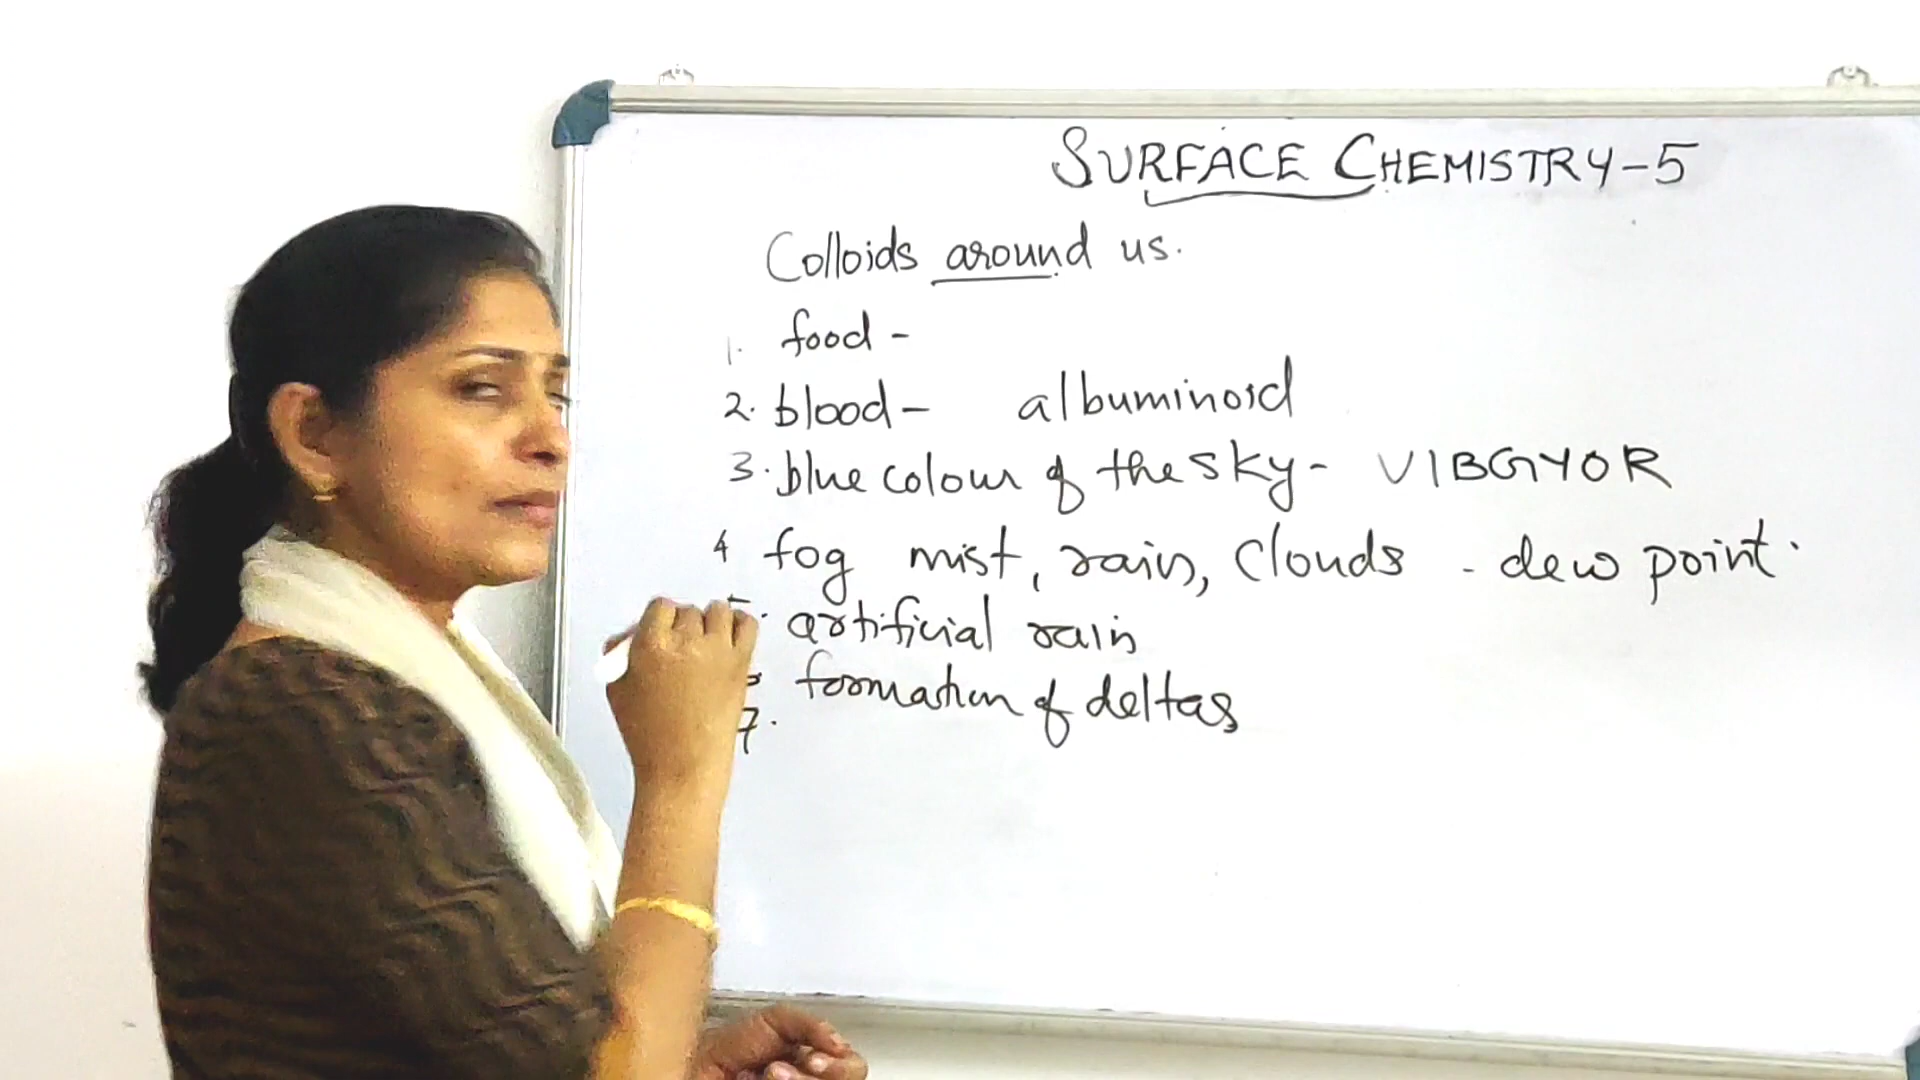 SURFACE CHEMISTRY-5
Colloids around us.
1. food -
2. blood - albuminoid
3. blue colour of the sky - VIBGYOR
4 fog mist, rain, Clouds - dew point.
artificial rain
formation of deltas
7.